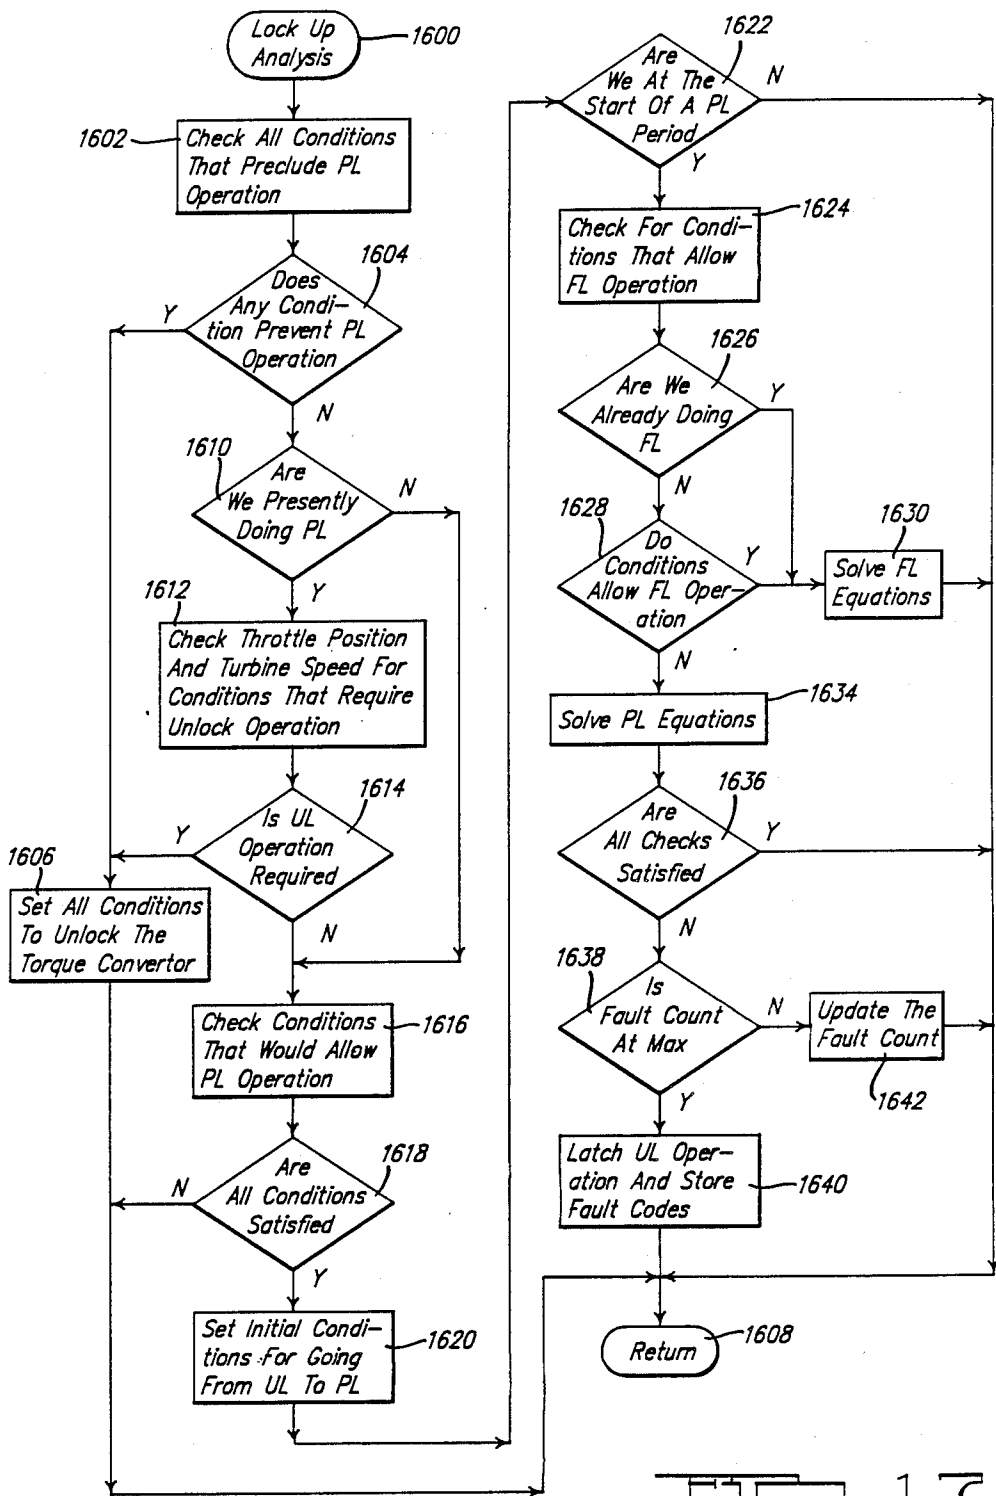 Lock Up
Analysis
1600
1602
Check All Conditions
That Preclude PL
Operation
1604
Does
Any Condi-
tion Prevent PL
Operation
Y
N
1610
Are
We Presently
Doing PL
N
Y
1612
Check Throttle Position
And Turbine Speed For
Conditions That Require
Unlock Operation
1614
Is UL
Operation
Required
Y
N
1606
Set All Conditions
To Unlock The
Torque Convertor
Check Conditions
That Would Allow
PL Operation
1616
1618
Are
All Conditions
Satisfied
N
Y
Set Initial Condi-
tions For Going
From UL To PL
1620
1622
Are
We At The
Start Of A PL
Period
N
Y
1624
Check For Condi-
tions That Allow
FL Operation
1626
Are We
Already Doing
FL
Y
N
1628
Do
Conditions
Allow FL Oper-
ation
Y
N
1630
Solve FL
Equations
1634
Solve PL Equations
1636
Are
All Checks
Satisfied
Y
N
1638
Is
Fault Count
At Max
N
Y
Update The
Fault Count
1642
Latch UL Oper-
ation And Store
Fault Codes
1640
Return
1608